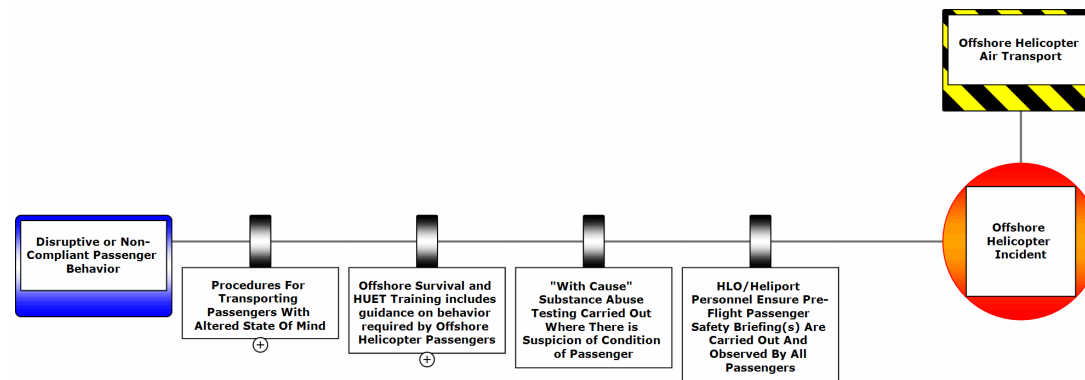 Offshore Helicopter
Air Transport
Disruptive or Non-
Compliant Passenger
Behavior
Offshore
Helicopter
Incident
Procedures For
Transporting
Passengers With
Altered State Of Mind
Offshore Survival and
HUET Training includes
guidance on behavior
required by Offshore
Helicopter Passengers
"With Cause"
Substance Abuse
Testing Carried Out
Where There is
Suspicion of Condition
of Passenger
HLO/Heliport
Personnel Ensure Pre-
Flight Passenger
Safety Briefing(s) Are
Carried Out And
Observed By All
Passengers